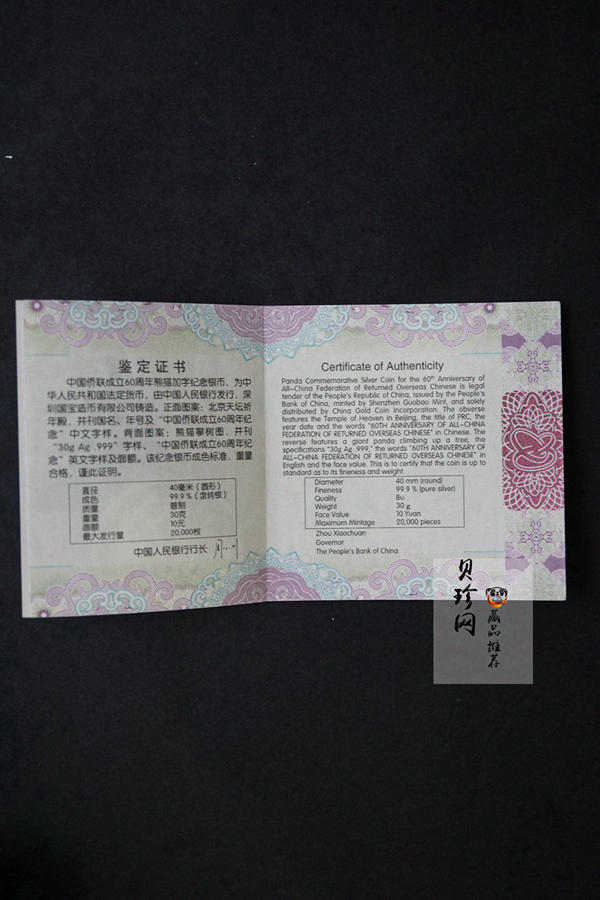 鉴定证书
中国侨联成立60周年熊猫加字纪念银币，为中
华人民共和国法定货币，由中国人民银行发行，深
圳国宝造币有限公司铸造。正面图案：北京天坛祈
年殿，并刊国名、年号及“中国侨联成立60周年纪
念”中文字样。背面图案：熊猫攀树图，并刊
“30g Ag .999”字样、“中国侨联成立60周年纪
念”英文字样及面额。该纪念银币成色标准，重量
合格，谨此证明。
直径 40毫米（圆形）
成色 99.9％（含纯银）
质量 普制
重量 30克
面额 10元
最大发行量 20,000枚
中国人民银行行长
Certificate of Authenticity
Panda Commemorative Silver Coin for the 60th Anniversary of
All-China Federation of Returned Overseas Chinese is legal
tender of the People's Republic of China, issued by the People's
Bank of China, minted by Shenzhen Guobao Mint, and solely
distributed by China Gold Coin Incorporation. The obverse
features the Temple of Heaven in Beijing, the title of PRC, the
year date and the words "60TH ANNIVERSARY OF ALL-CHINA
FEDERATION OF RETURNED OVERSEAS CHINESE" in Chinese. The
reverse features a giant panda climbing up a tree, the
specifications "30g Ag .999," the words "60TH ANNIVERSARY OF
ALL-CHINA FEDERATION OF RETURNED OVERSEAS CHINESE" in
English and the face value. This is to certify that the coin is up to
standard as to its fineness and weight.
Diameter 40 mm (round)
Fineness 99.9 % (pure silver)
Quality Bu.
Weight 30 g
Face Value 10 Yuan
Maximum Mintage 20,000 pieces
Zhou Xiaochuan
Governor
The People's Bank of China
贝珍网
藏品推荐